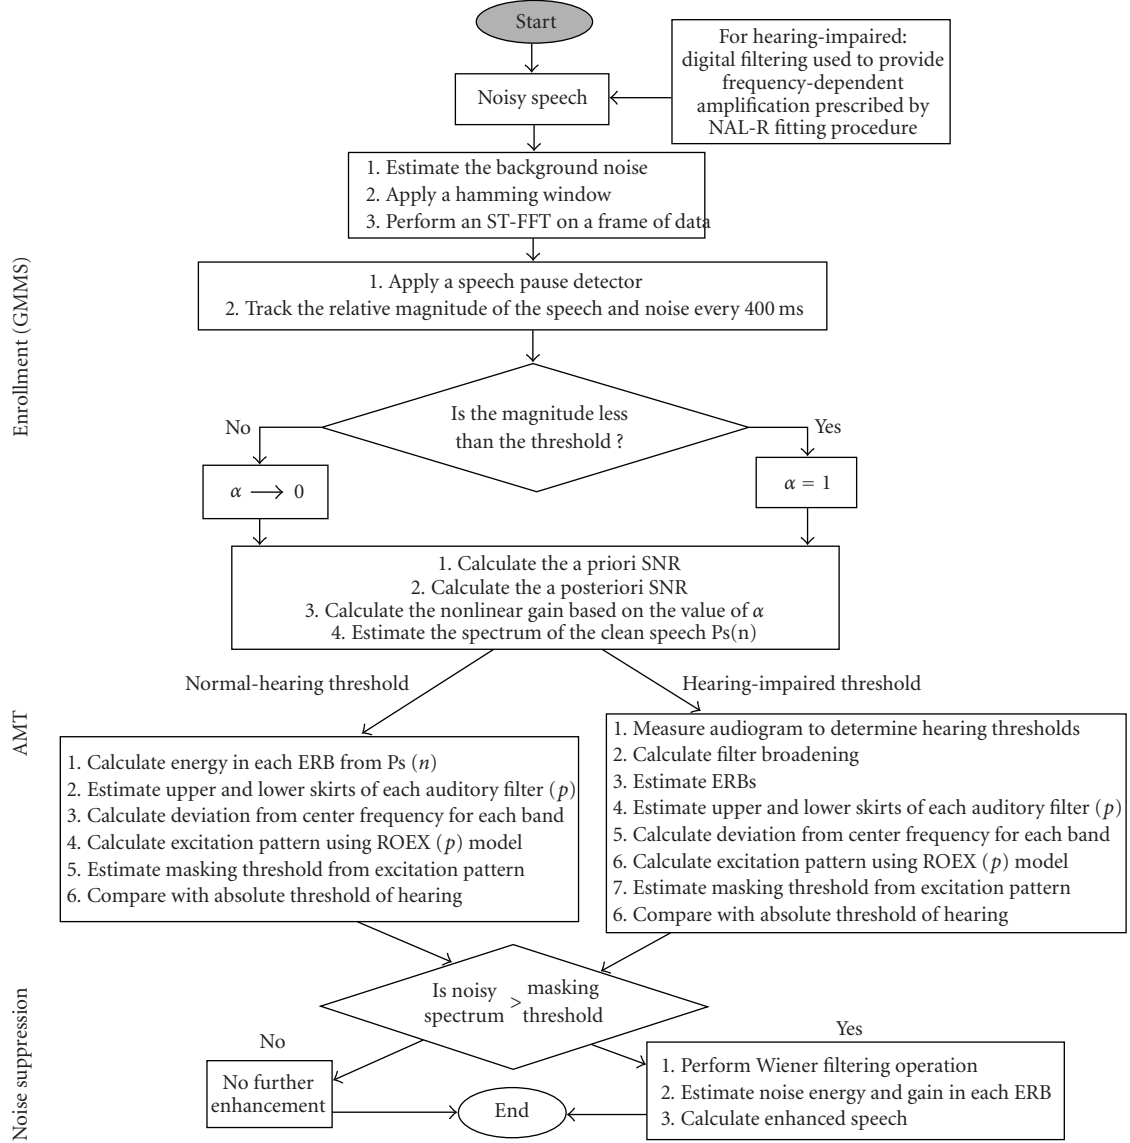 Start
Noisy speech
For hearing-impaired:
digital filtering used to provide
frequency-dependent
amplification prescribed by
NAL-R fitting procedure
1. Estimate the background noise
2. Apply a hamming window
3. Perform an ST-FFT on a frame of data
Enrollment (GMMS)
1. Apply a speech pause detector
2. Track the relative magnitude of the speech and noise every 400 ms
Is the magnitude less
than the threshold ?
No
Yes
α ⟶ 0
α = 1
1. Calculate the a priori SNR
2. Calculate the a posteriori SNR
3. Calculate the nonlinear gain based on the value of α
4. Estimate the spectrum of the clean speech Ps(n)
Normal-hearing threshold
Hearing-impaired threshold
AMT
1. Calculate energy in each ERB from Ps (n)
2. Estimate upper and lower skirts of each auditory filter (p)
3. Calculate deviation from center frequency for each band
4. Calculate excitation pattern using ROEX (p) model
5. Estimate masking threshold from excitation pattern
6. Compare with absolute threshold of hearing
1. Measure audiogram to determine hearing thresholds
2. Calculate filter broadening
3. Estimate ERBs
4. Estimate upper and lower skirts of each auditory filter (p)
5. Calculate deviation from center frequency for each band
6. Calculate excitation pattern using ROEX (p) model
7. Estimate masking threshold from excitation pattern
6. Compare with absolute threshold of hearing
Noise suppression
Is noisy > masking
spectrum threshold
No
Yes
No further
enhancement
End
1. Perform Wiener filtering operation
2. Estimate noise energy and gain in each ERB
3. Calculate enhanced speech